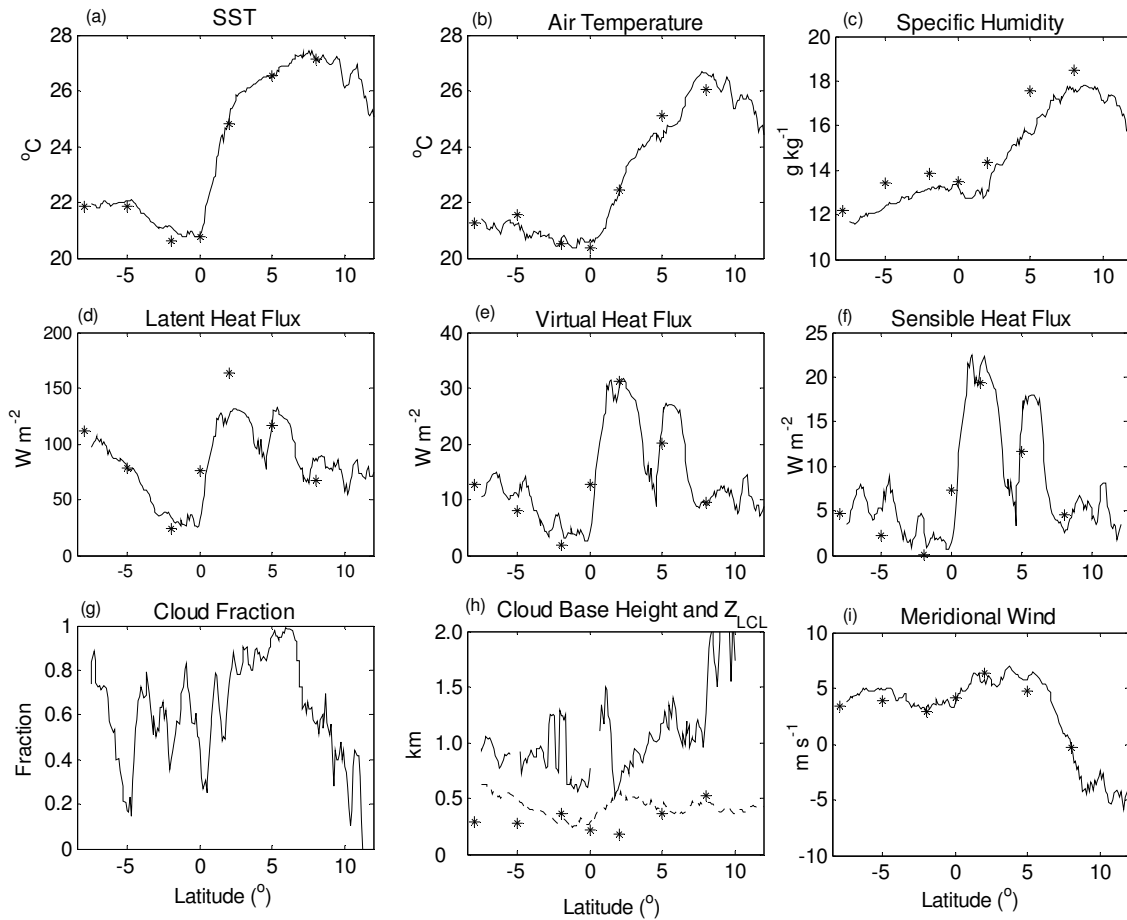 (a) SST
(b) Air Temperature
(c) Specific Humidity
28
26
24
22
20
°C
-5 0 5 10
28
26
24
22
20
°C
-5 0 5 10
20
18
16
14
12
10
g kg⁻¹
-5 0 5 10
(d) Latent Heat Flux
(e) Virtual Heat Flux
(f) Sensible Heat Flux
200
150
100
50
0
W m⁻²
-5 0 5 10
40
30
20
10
0
W m⁻²
-5 0 5 10
25
20
15
10
5
0
W m⁻²
-5 0 5 10
(g) Cloud Fraction
(h) Cloud Base Height and Z_LCL
(i) Meridional Wind
1
0.8
0.6
0.4
0.2
0
Fraction
-5 0 5 10
Latitude (°)
2.0
1.5
1.0
0.5
0
km
-5 0 5 10
Latitude (°)
10
5
0
-5
-10
m s⁻¹
-5 0 5 10
Latitude (°)